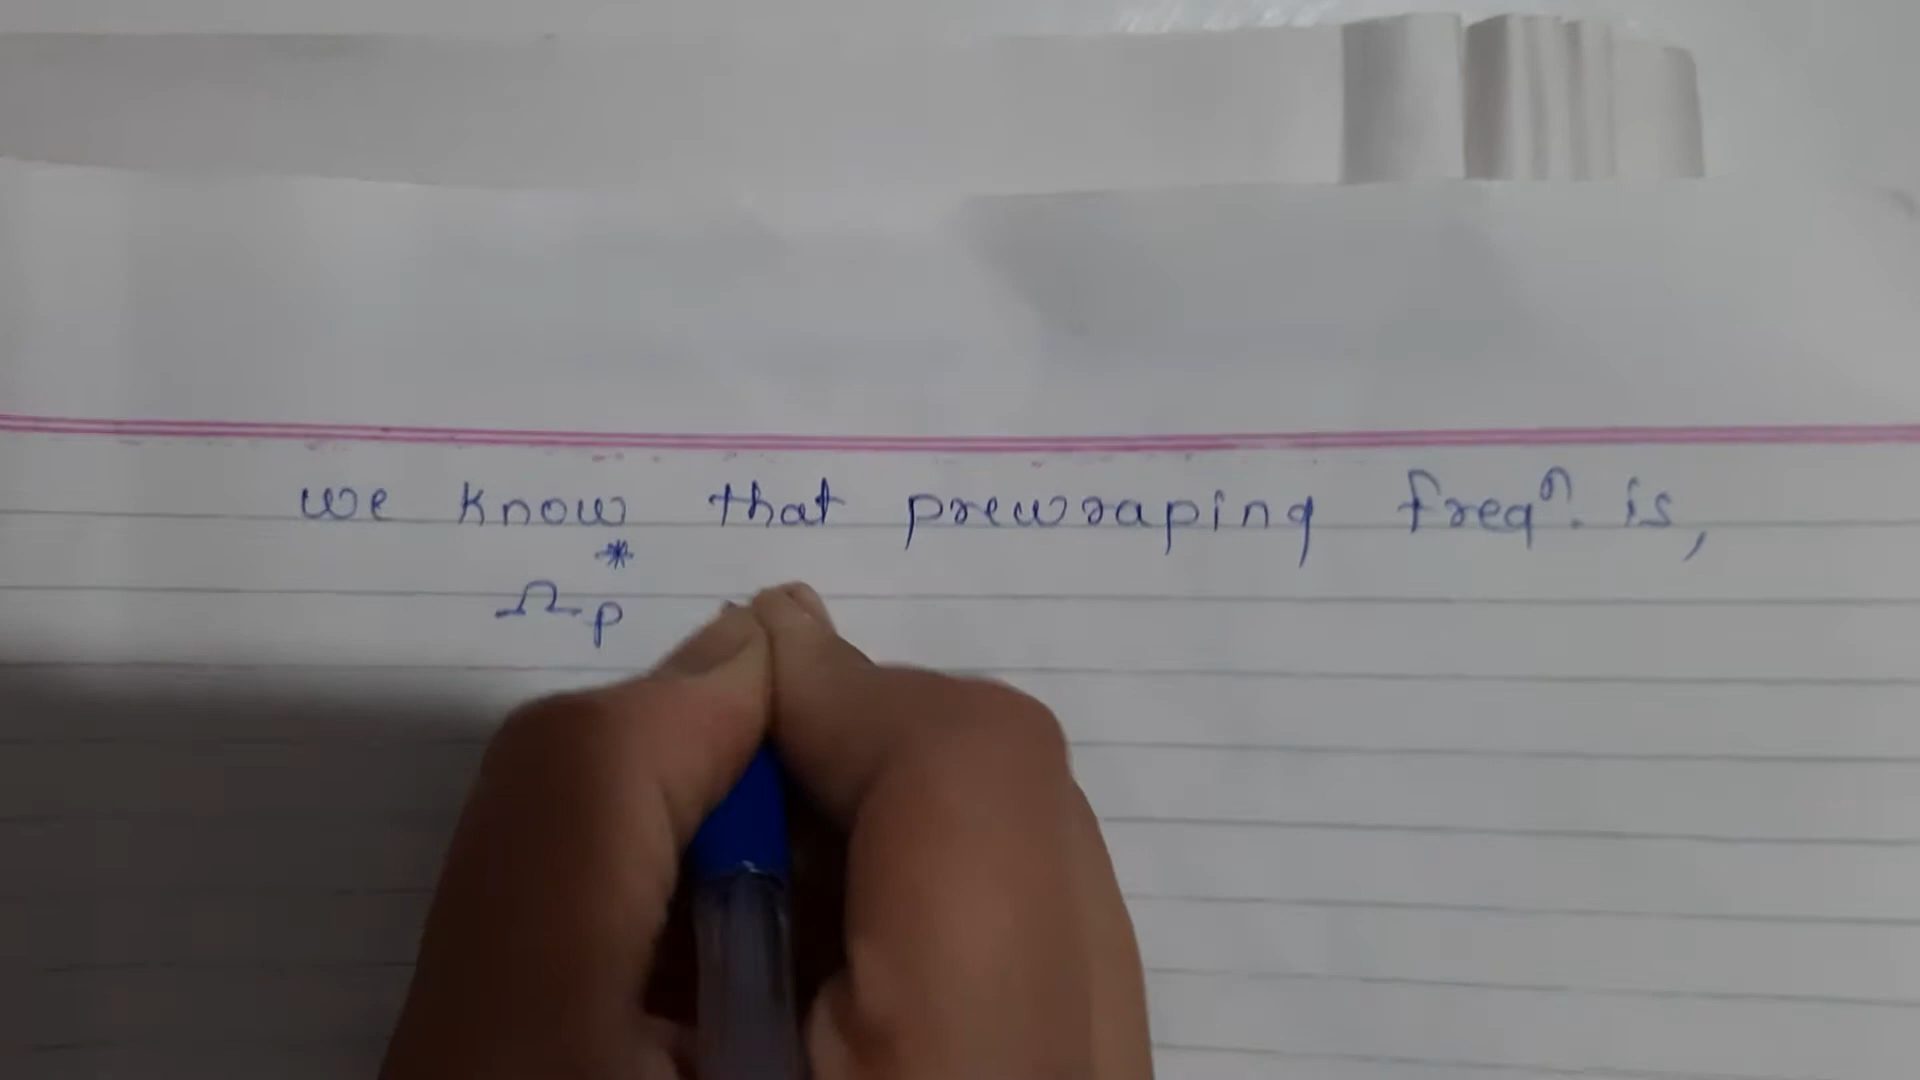 we know that prewraping freqⁿ. is,
Ωp*